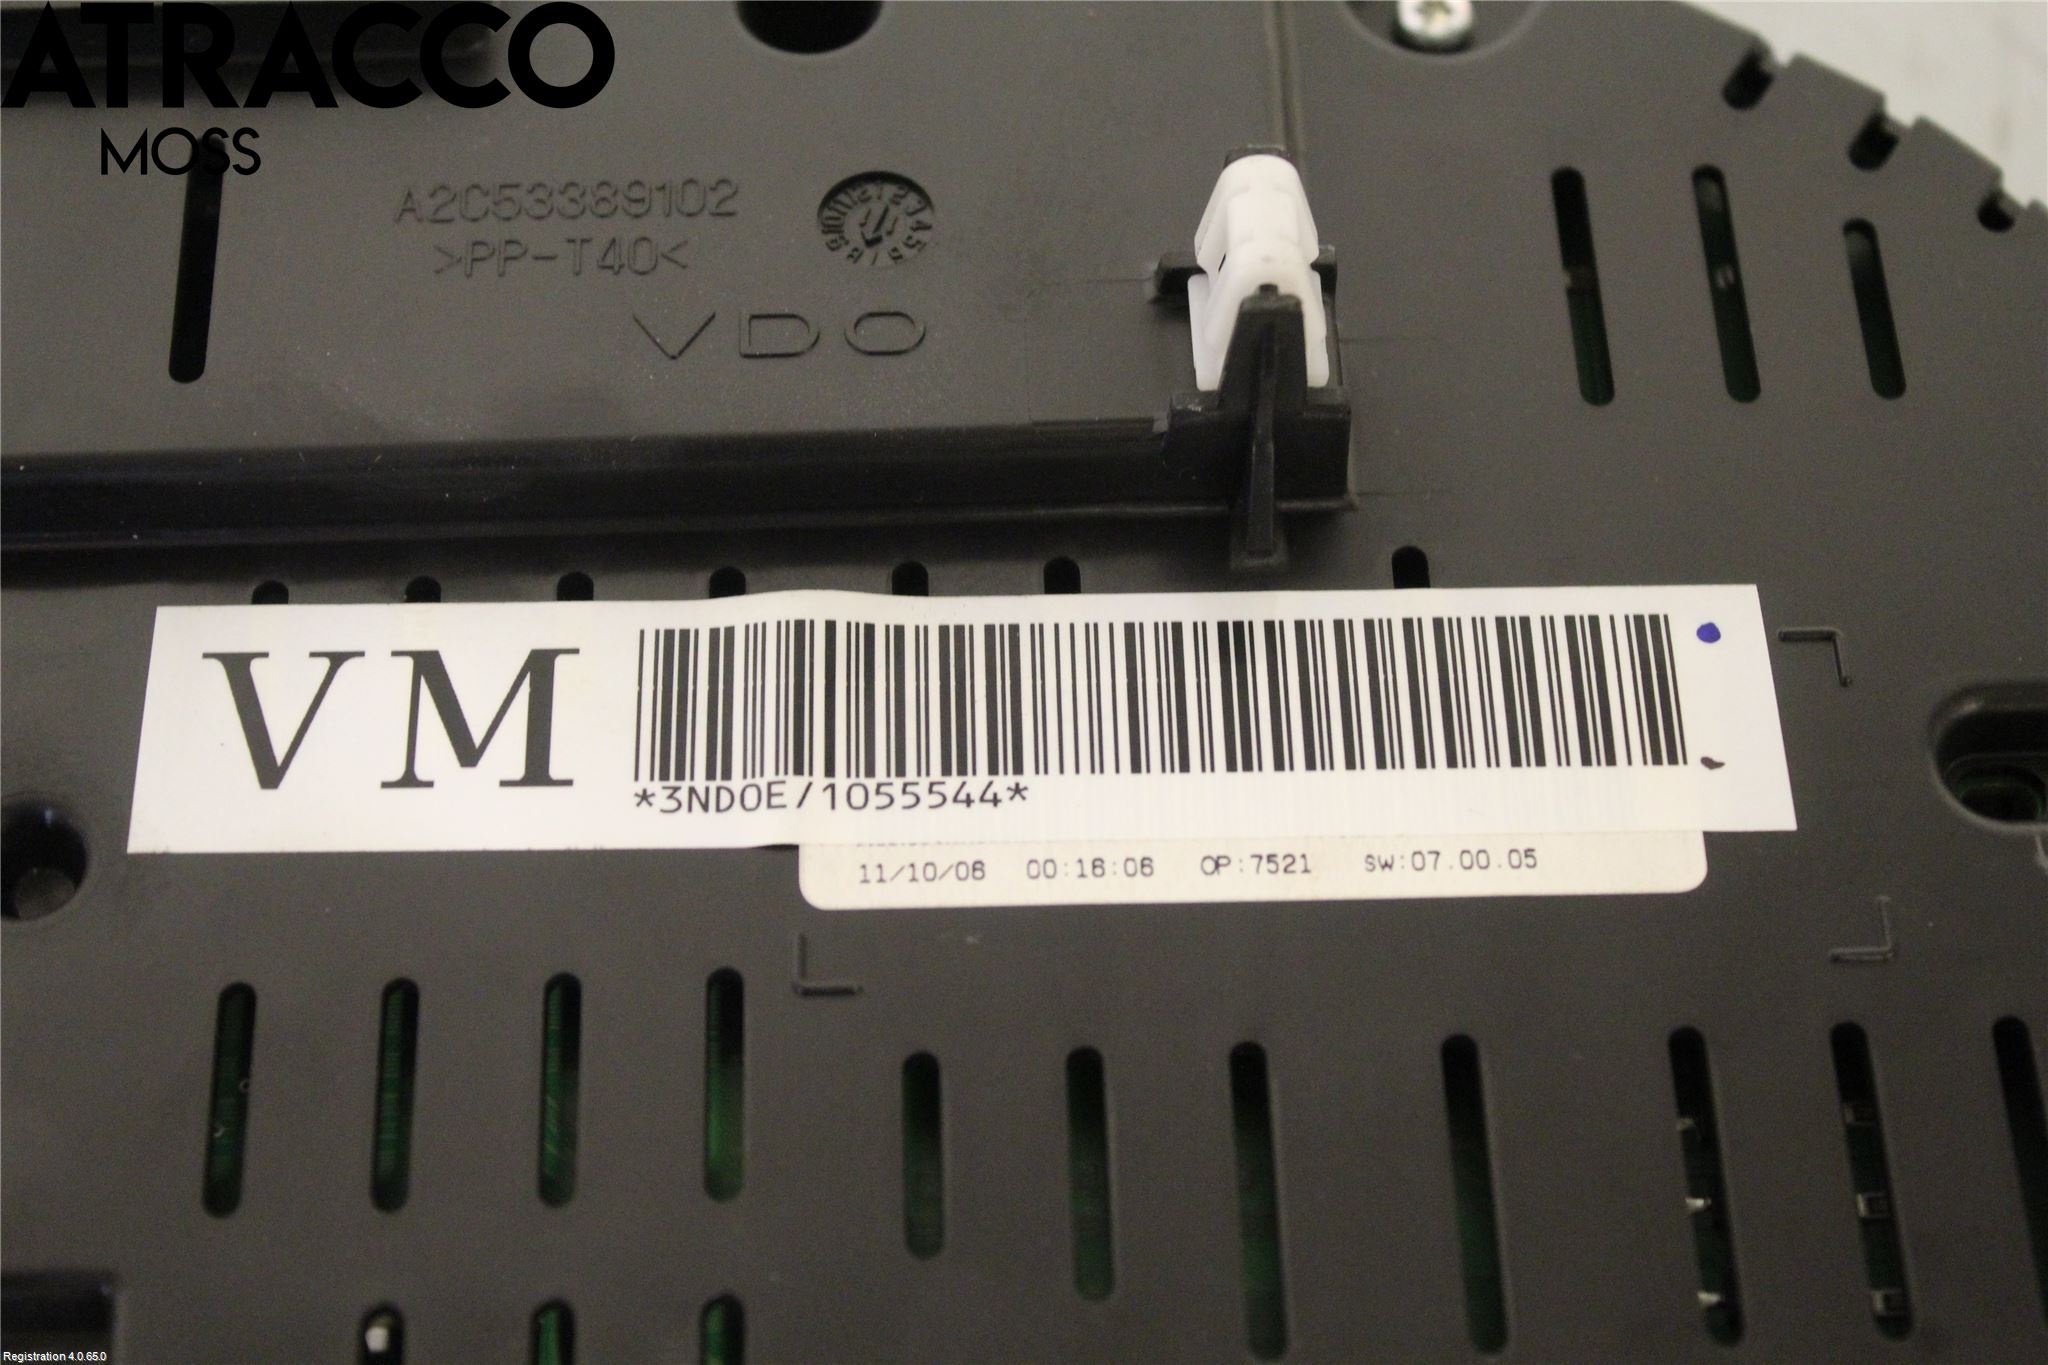 ATRACCO
MOSS
A2C53389102
>PP-T40<
VDO
VM
*3ND0E/1055544*
11/10/06 00:16:06 OP:7521 SW:07.00.05
Registration 4.0.65.0